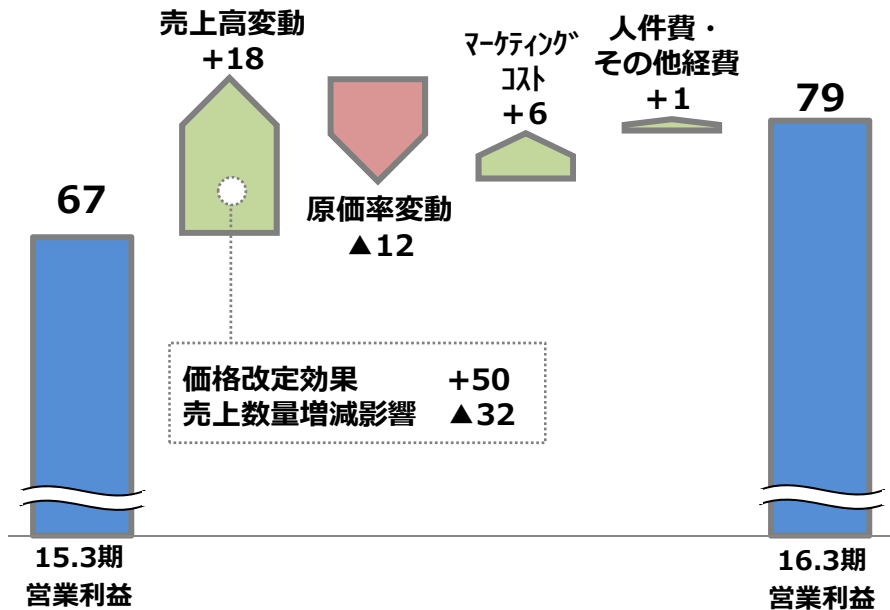 売上高変動
+18
マーケティング
コスト
+6
人件費・
その他経費
+1
79
67
原価率変動
▲12
価格改定効果 +50
売上数量増減影響 ▲32
15.3期
営業利益
16.3期
営業利益